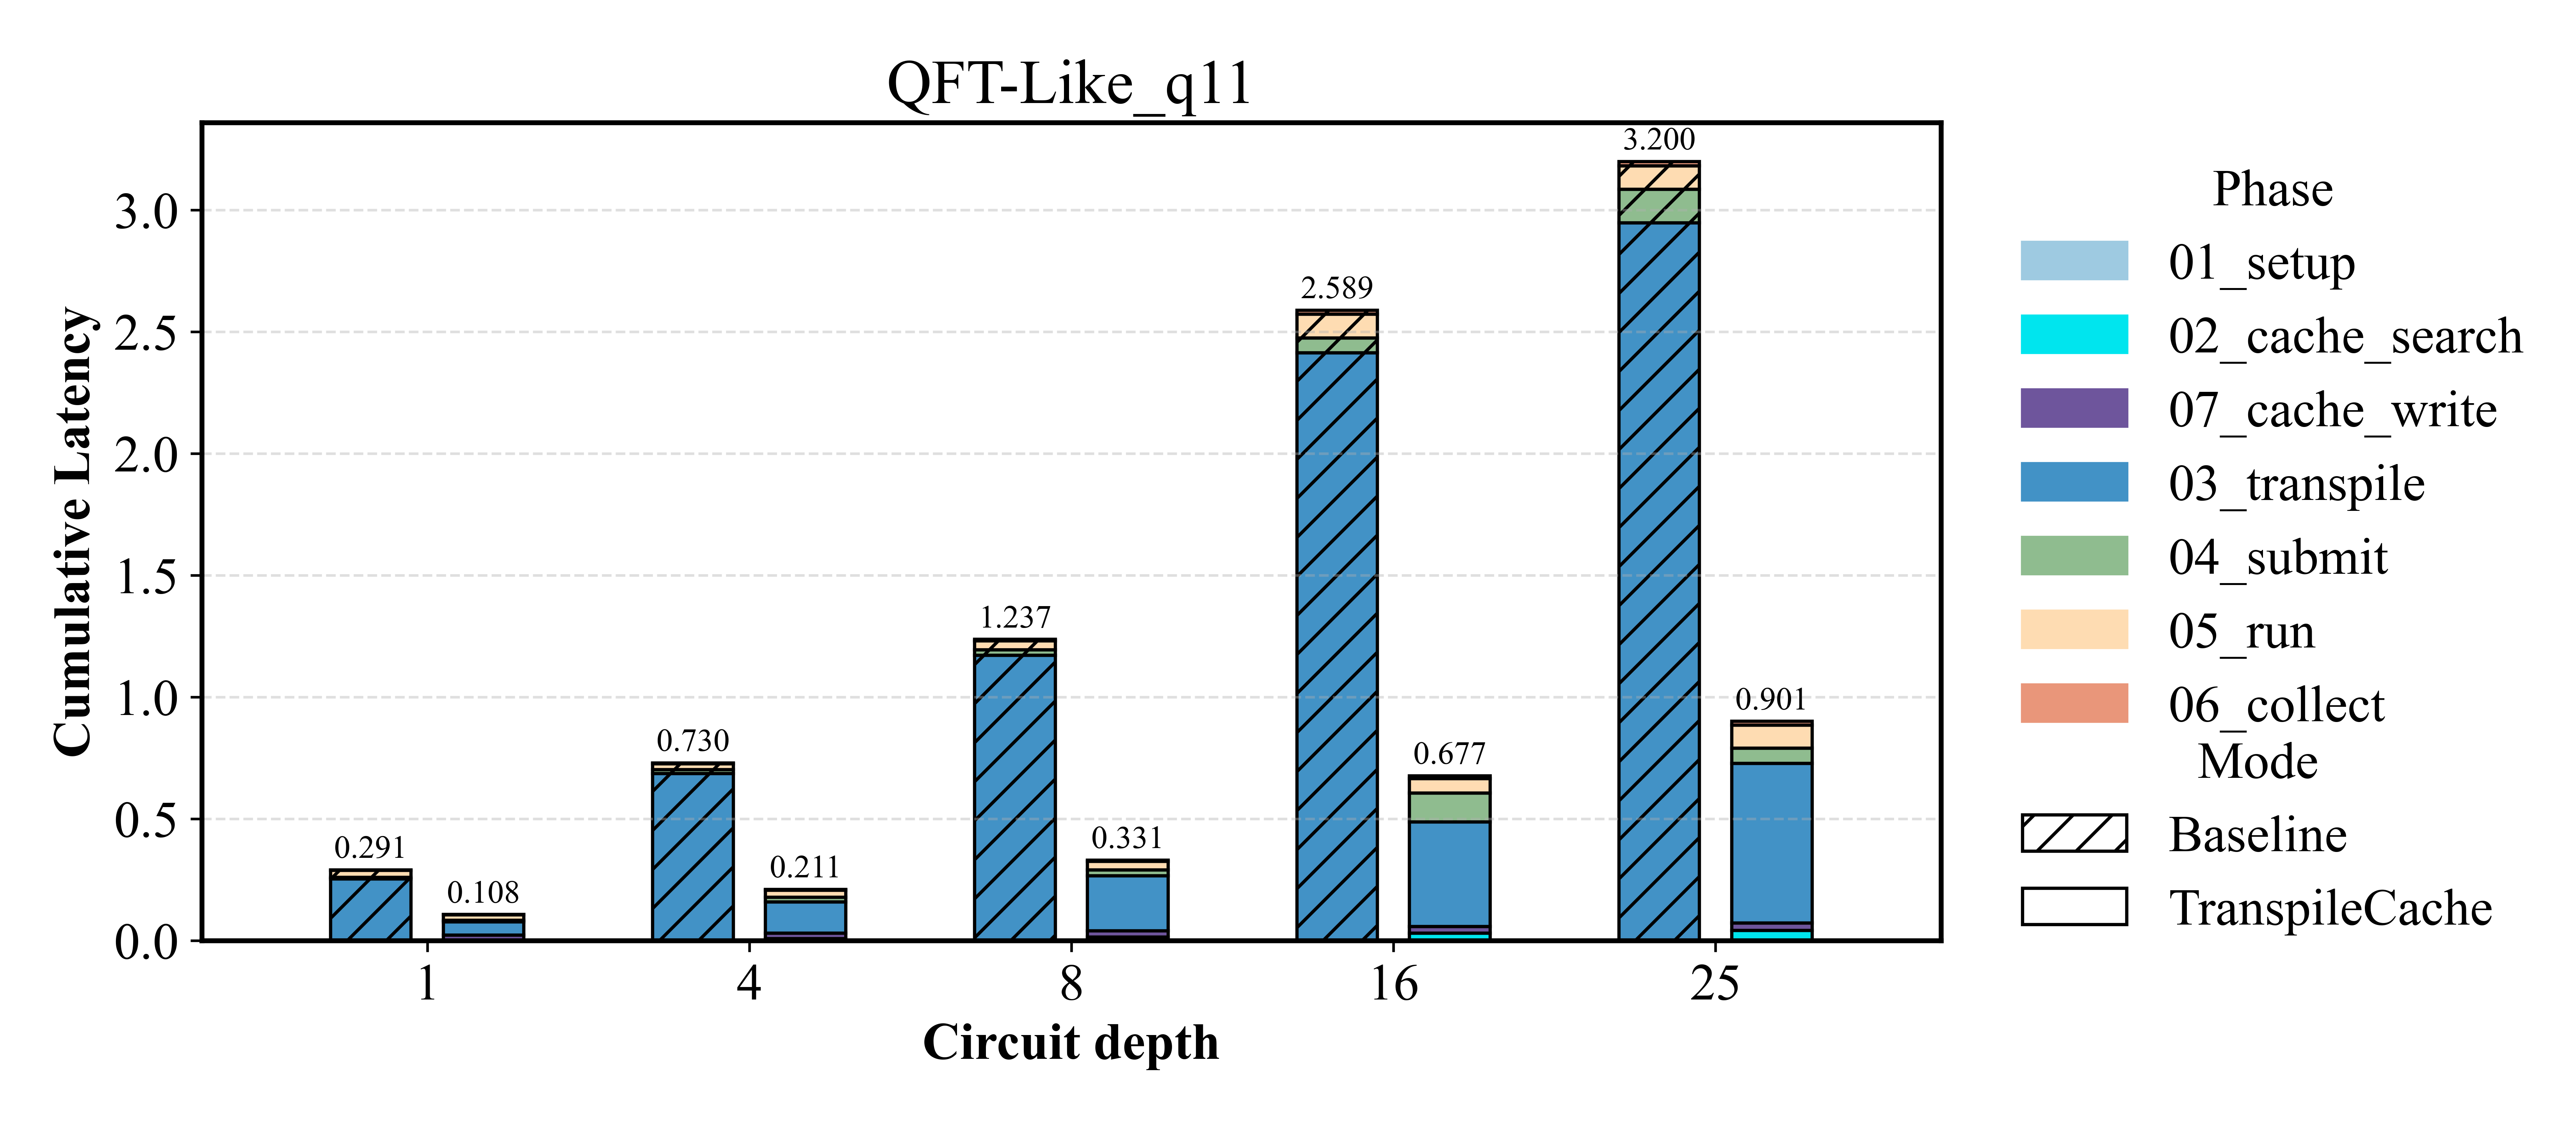 QFT-Like_q11
Cumulative Latency
3.0
2.5
2.0
1.5
1.0
0.5
0.0
0.291
0.108
0.730
0.211
1.237
0.331
2.589
0.677
3.200
0.901
1
4
8
16
25
Circuit depth
Phase
01_setup
02_cache_search
07_cache_write
03_transpile
04_submit
05_run
06_collect
Mode
Baseline
TranspileCache